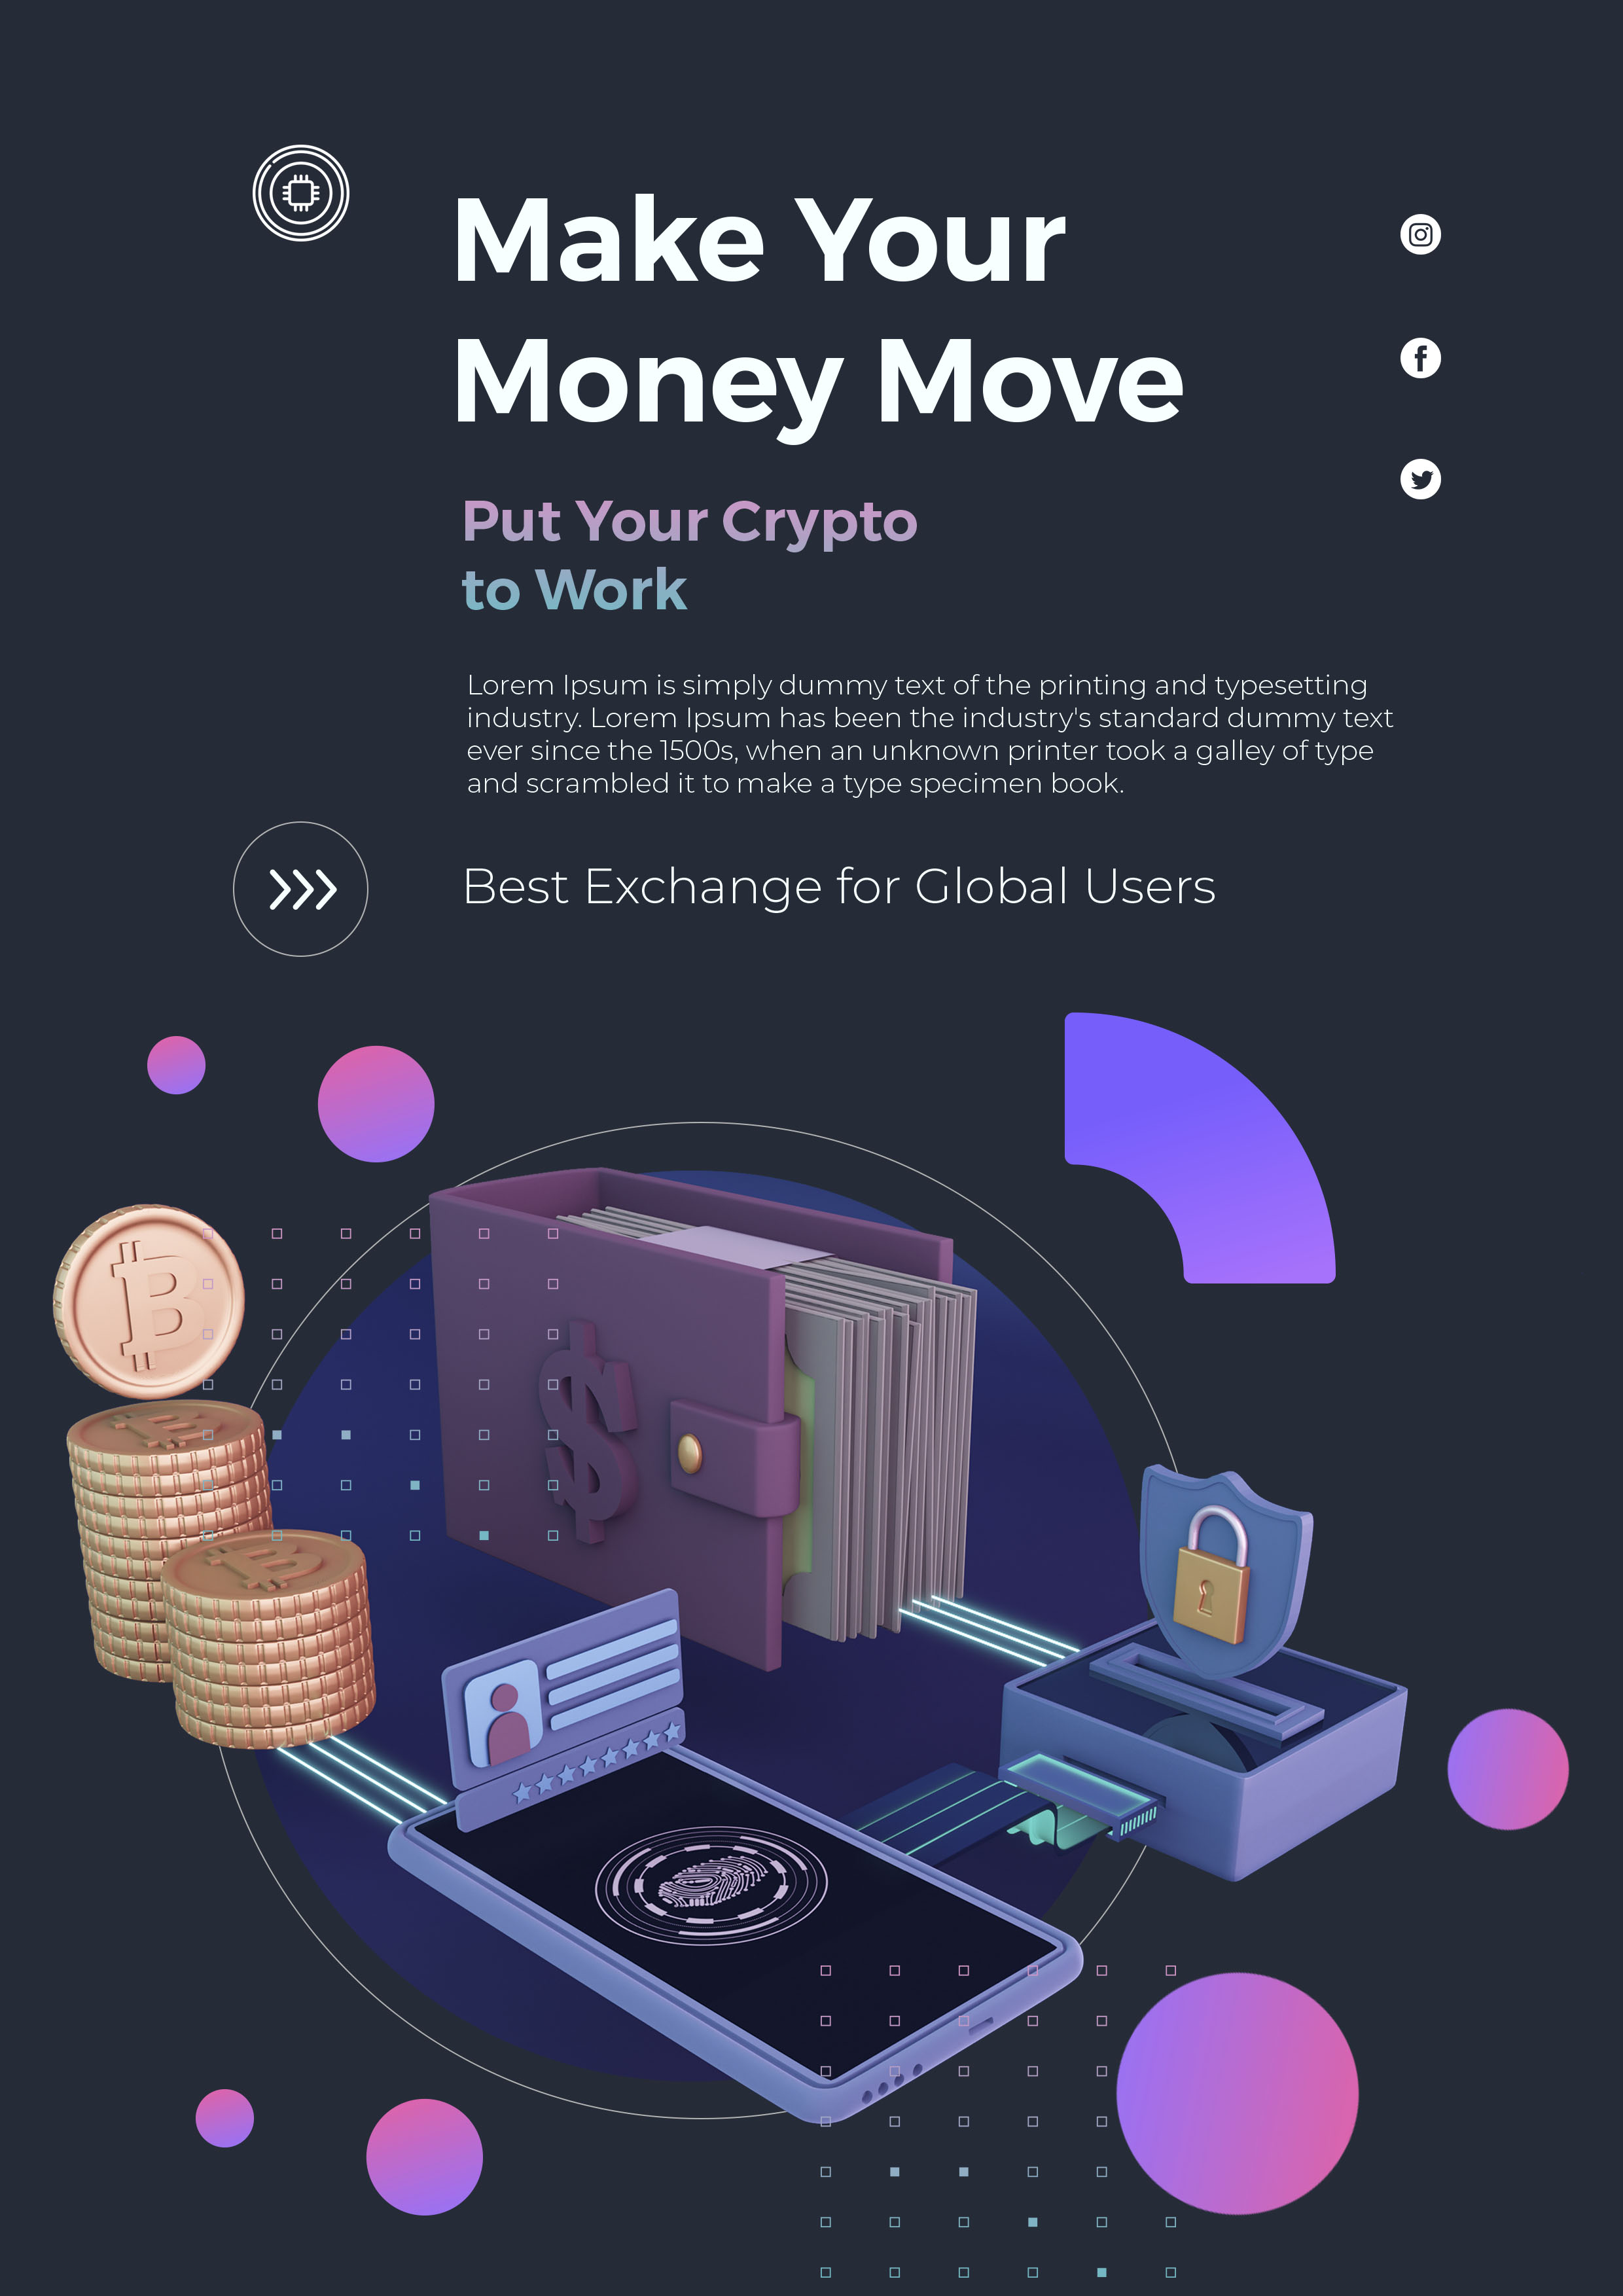 Make Your
Money Move
Put Your Crypto
to Work
Lorem Ipsum is simply dummy text of the printing and typesetting
industry. Lorem Ipsum has been the industry's standard dummy text
ever since the 1500s, when an unknown printer took a galley of type
and scrambled it to make a type specimen book.
Best Exchange for Global Users